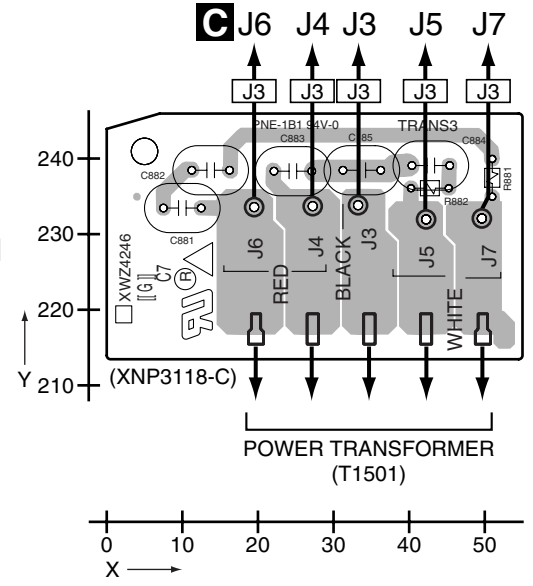 C J6 J4 J3 J5 J7
J3 J3 J3 J3 J3
PNE-1B1 94V-0 TRANS3
C883 C885 C884
C882 R881
R882
C881
240
230
220
210
Y
XWZ4246
[[G]
C7
R
J6 J4 J3 J5 J7
RED BLACK WHITE
(XNP3118-C)
POWER TRANSFORMER
(T1501)
0 10 20 30 40 50
X